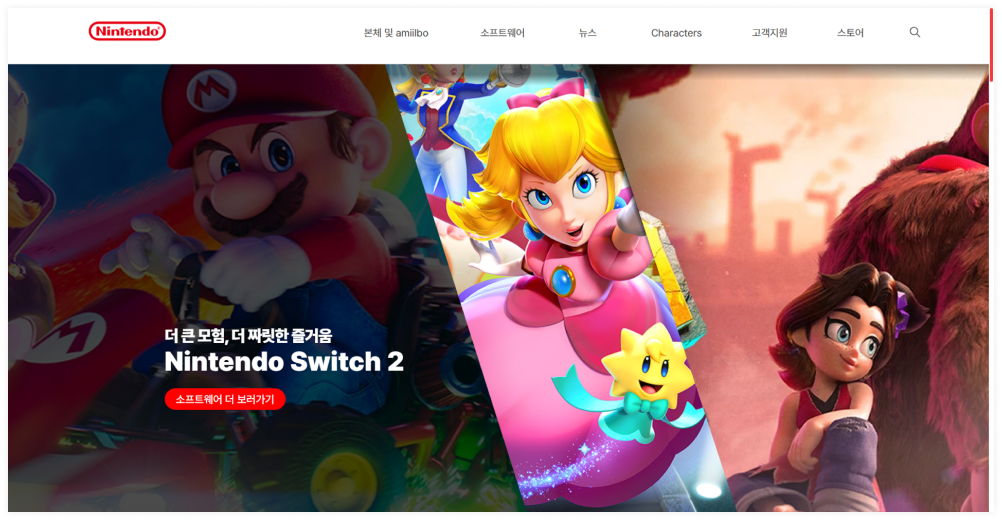 Nintendo
본체 및 amiibo
소프트웨어
뉴스
Characters
고객지원
스토어
더 큰 모험, 더 짜릿한 즐거움
Nintendo Switch 2
소프트웨어 더 보러가기
M
M